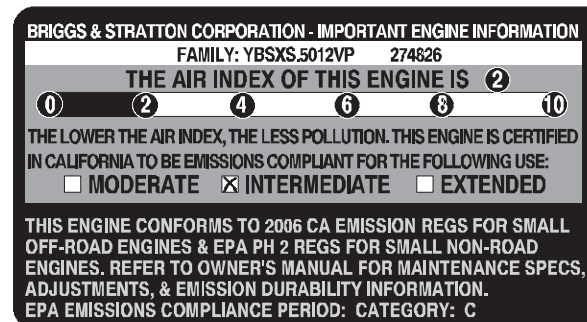 BRIGGS & STRATTON CORPORATION - IMPORTANT ENGINE INFORMATION
FAMILY: YBSXS.5012VP 274826
THE AIR INDEX OF THIS ENGINE IS 2
0 2 4 6 8 10
THE LOWER THE AIR INDEX, THE LESS POLLUTION. THIS ENGINE IS CERTIFIED
IN CALIFORNIA TO BE EMISSIONS COMPLIANT FOR THE FOLLOWING USE:
☐ MODERATE ☒ INTERMEDIATE ☐ EXTENDED
THIS ENGINE CONFORMS TO 2006 CA EMISSION REGS FOR SMALL
OFF-ROAD ENGINES & EPA PH 2 REGS FOR SMALL NON-ROAD
ENGINES. REFER TO OWNER'S MANUAL FOR MAINTENANCE SPECS,
ADJUSTMENTS, & EMISSION DURABILITY INFORMATION.
EPA EMISSIONS COMPLIANCE PERIOD: CATEGORY: C